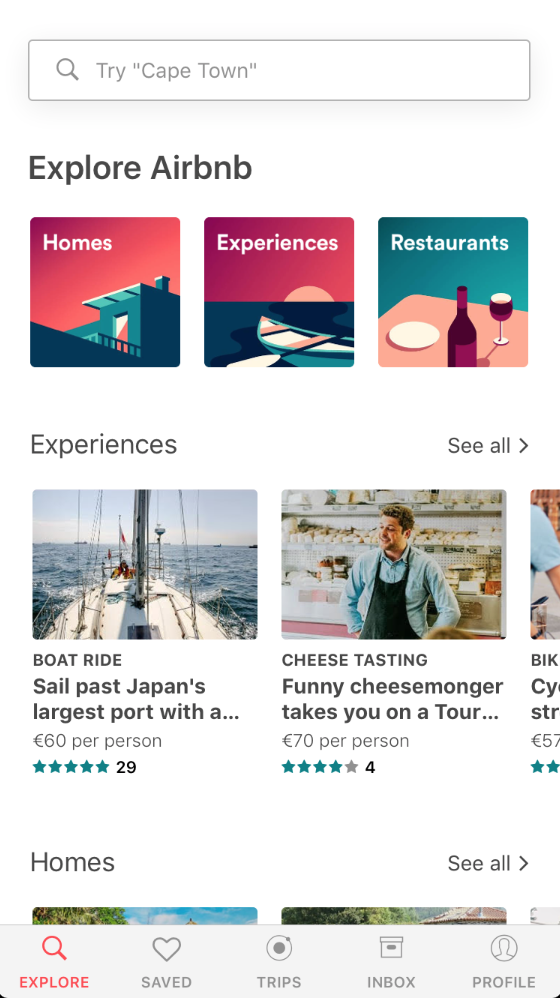 Try "Cape Town"
Explore Airbnb
Homes
Experiences
Restaurants
Experiences
See all
BOAT RIDE
Sail past Japan's
largest port with a...
€60 per person
29
CHEESE TASTING
Funny cheesemonger
takes you on a Tour...
€70 per person
4
BIK
Cy
str
€57
Homes
See all
EXPLORE
SAVED
TRIPS
INBOX
PROFILE